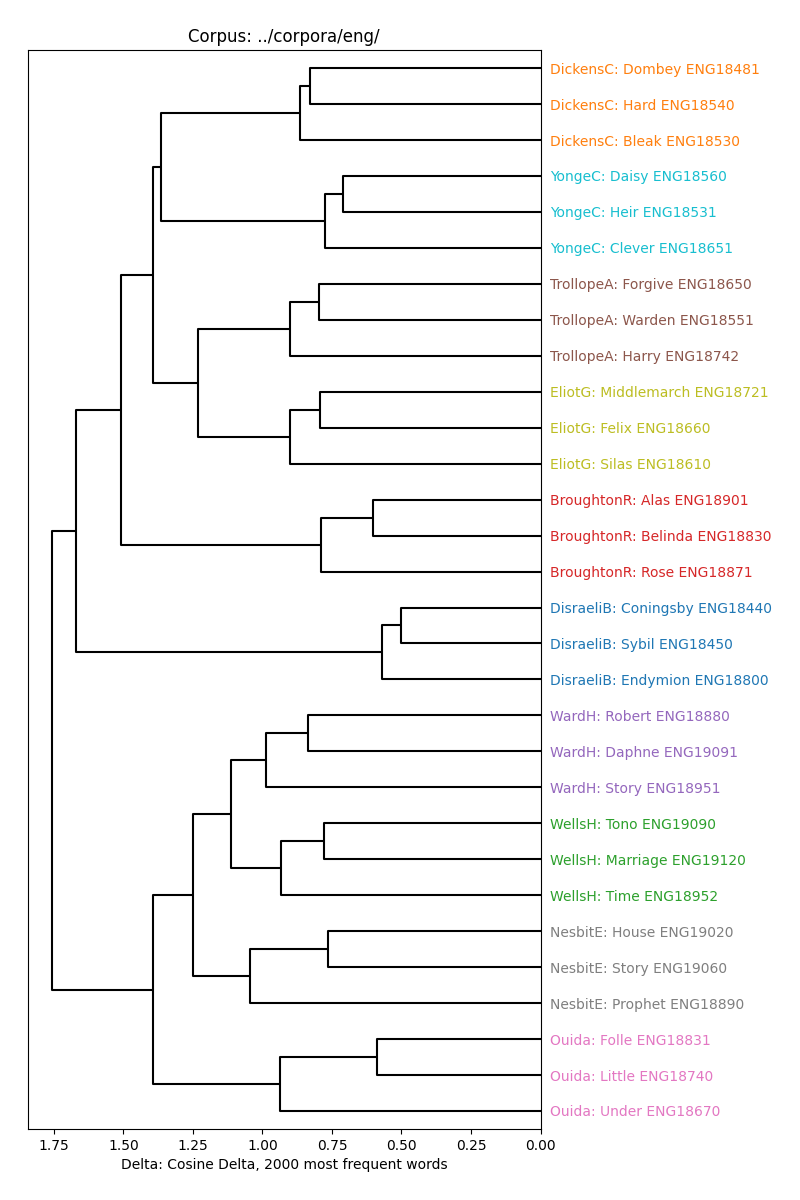 Corpus: ../corpora/eng/
DickensC: Dombey ENG18481
DickensC: Hard ENG18540
DickensC: Bleak ENG18530
YongeC: Daisy ENG18560
YongeC: Heir ENG18531
YongeC: Clever ENG18651
TrollopeA: Forgive ENG18650
TrollopeA: Warden ENG18551
TrollopeA: Harry ENG18742
EliotG: Middlemarch ENG18721
EliotG: Felix ENG18660
EliotG: Silas ENG18610
BroughtonR: Alas ENG18901
BroughtonR: Belinda ENG18830
BroughtonR: Rose ENG18871
DisraeliB: Coningsby ENG18440
DisraeliB: Sybil ENG18450
DisraeliB: Endymion ENG18800
WardH: Robert ENG18880
WardH: Daphne ENG19091
WardH: Story ENG18951
WellsH: Tono ENG19090
WellsH: Marriage ENG19120
WellsH: Time ENG18952
NesbitE: House ENG19020
NesbitE: Story ENG19060
NesbitE: Prophet ENG18890
Ouida: Folle ENG18831
Ouida: Little ENG18740
Ouida: Under ENG18670
1.75 1.50 1.25 1.00 0.75 0.50 0.25 0.00
Delta: Cosine Delta, 2000 most frequent words